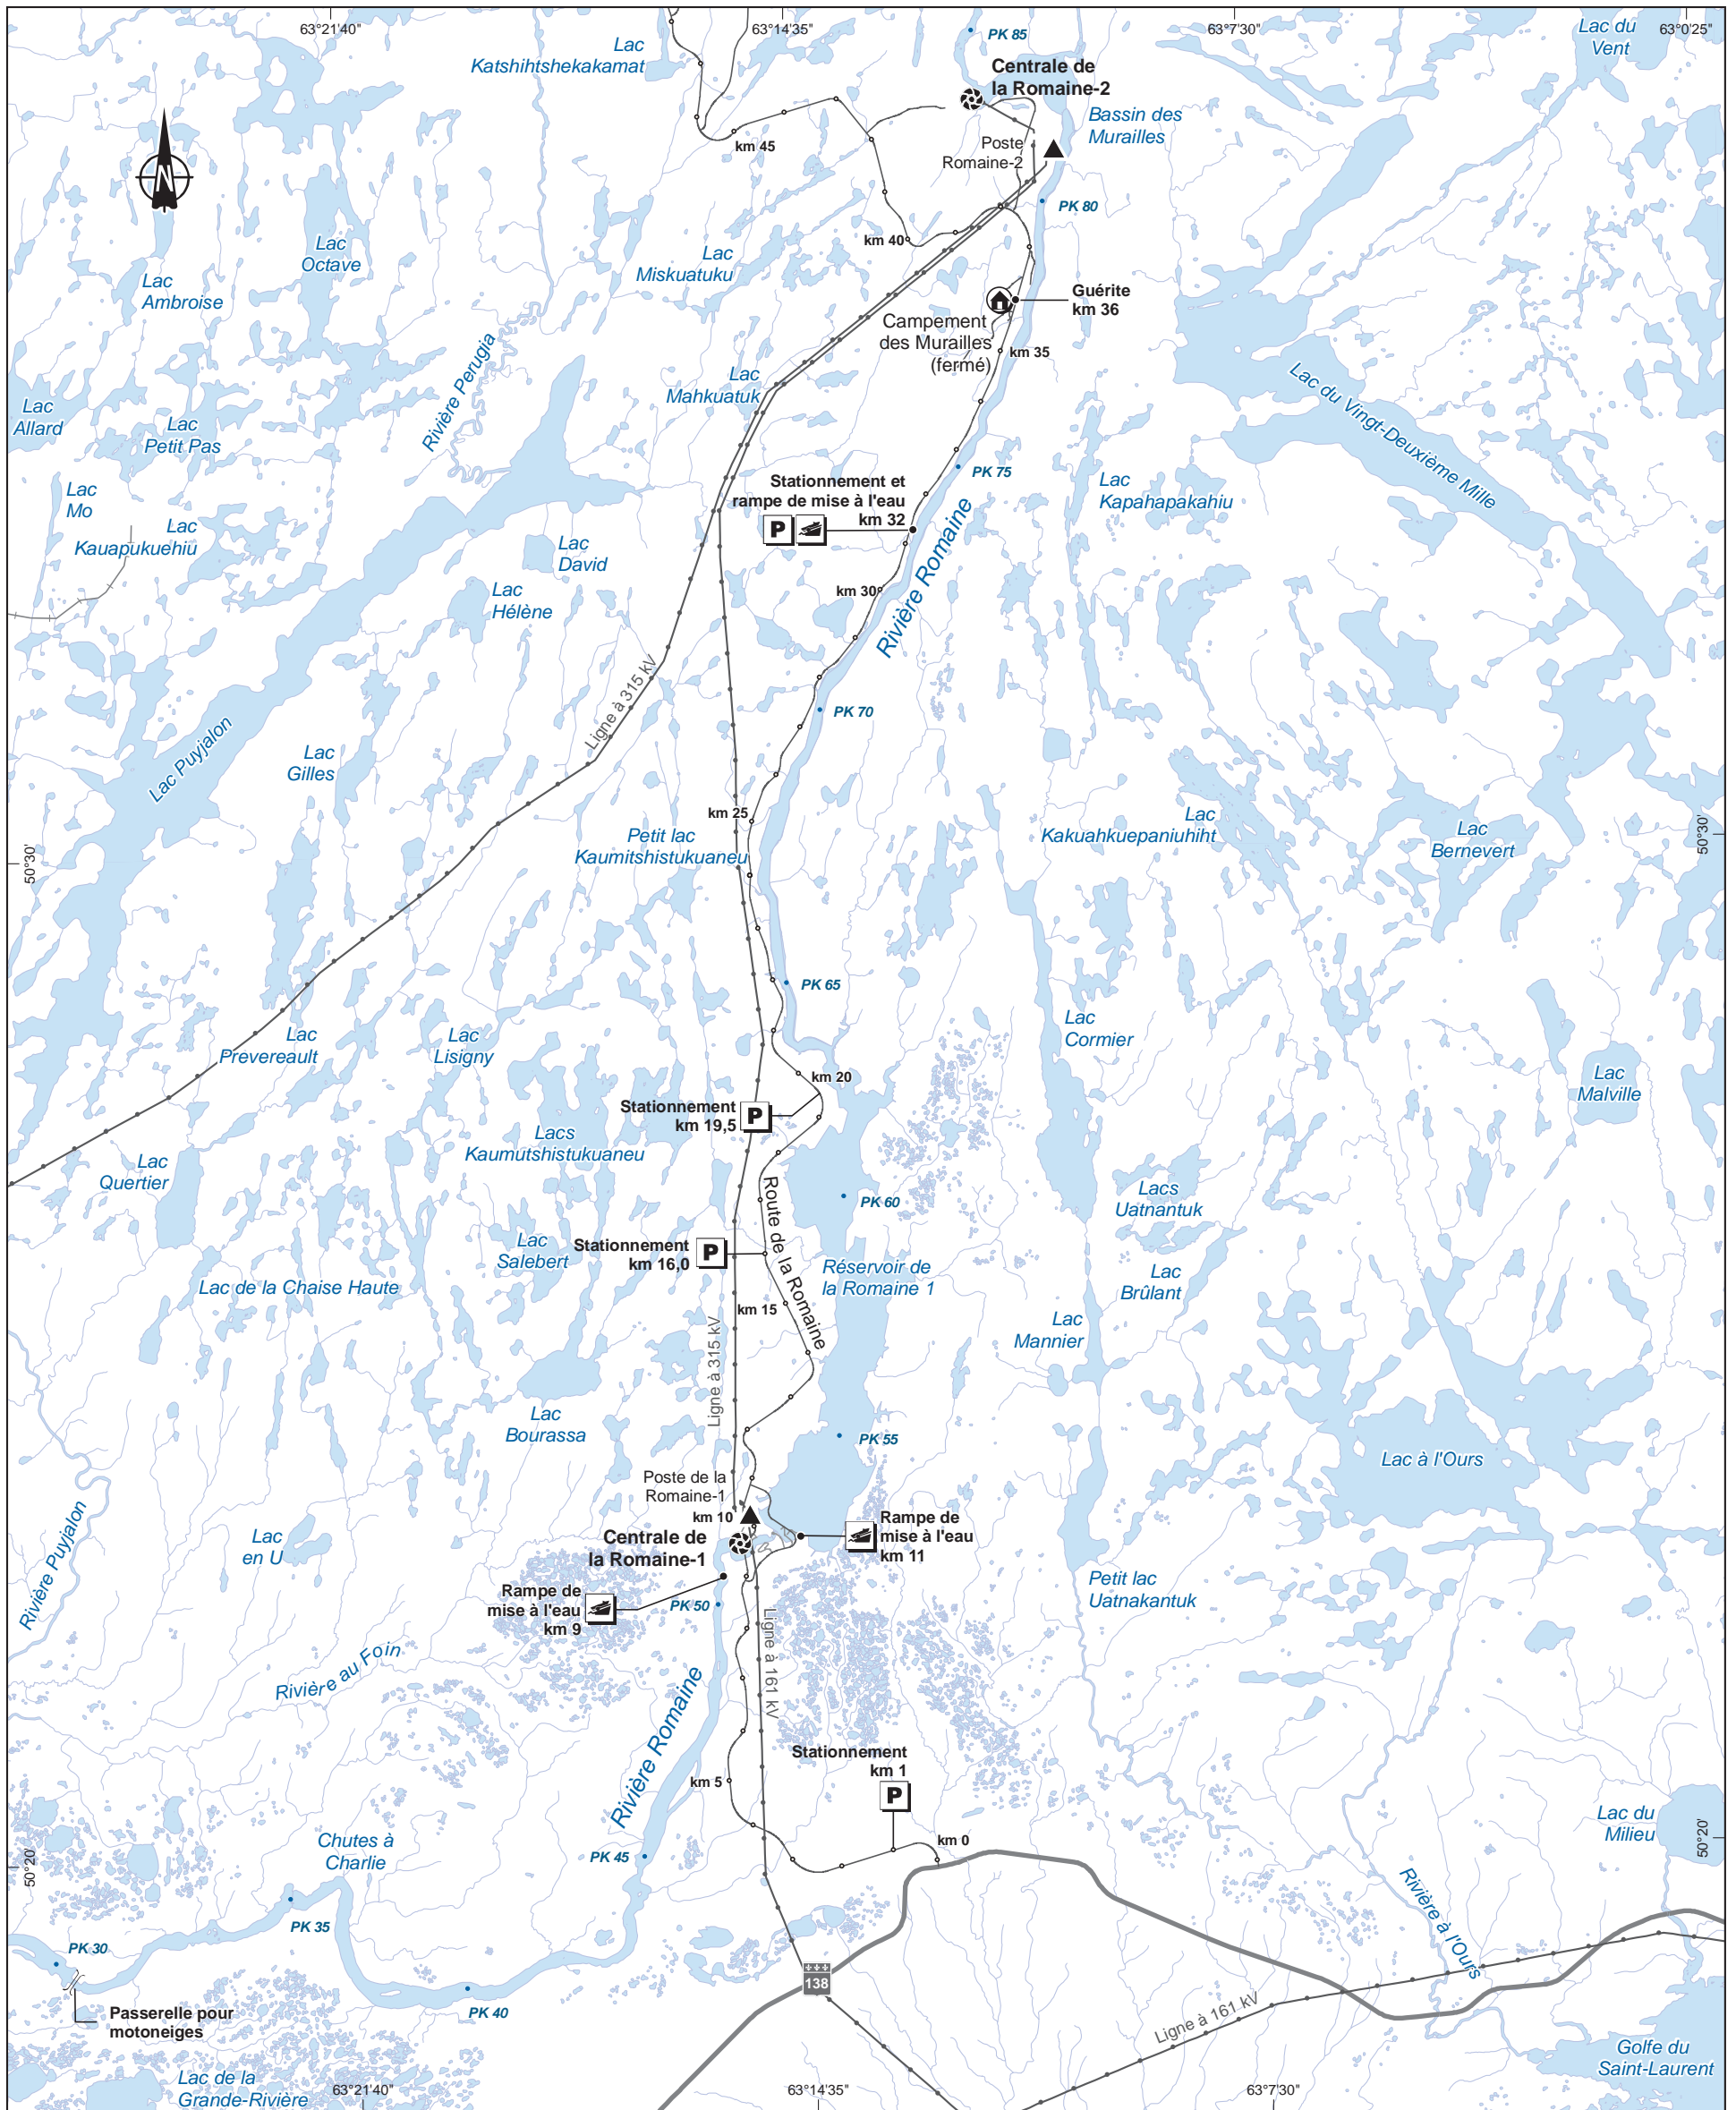 63°21'40"
63°14'35"
63°7'30"
63°0'25"
Lac
Katshihtshekakamat
PK 85
Lac du
Vent
Centrale de
la Romaine-2
Bassin des
Murailles
km 45
Poste
Romaine-2
N
PK 80
km 40
Lac
Octave
Lac
Miskuatuku
Lac
Ambroise
Guérite
km 36
Campement
des Murailles
(fermé)
km 35
Rivière Perugia
Lac
Mahkuatuk
Lac du Vingt-Deuxième Mille
Lac
Allard
Lac
Petit Pas
PK 75
Lac
Kapahapakahiu
Stationnement et
rampe de mise à l'eau
km 32
P
Lac
Mo
Lac
Kauapukuehiu
Lac
David
Rivière Romaine
Lac
Hélène
km 30
Ligne à 315 kV
PK 70
Lac Puyjalon
Lac
Gilles
km 25
Petit lac
Kaumitshistukuaneu
Lac
Kakuahkuepaniuhiht
Lac
Bernevert
50°30'
50°30'
PK 65
Lac
Prevereault
Lac
Lisigny
Lac
Cormier
km 20
Lac
Malville
Stationnement
km 19,5
P
Lacs
Kaumutshistukuaneu
Lac
Quertier
PK 60
Lacs
Uatnantuk
Route de la Romaine
Lac
Salebert
Stationnement
km 16,0
P
Réservoir de
la Romaine 1
Lac de la Chaise Haute
Lac
Brûlant
km 15
Lac
Mannier
Ligne à 315 kV
Lac
Bourassa
PK 55
Lac à l'Ours
Poste de la
Romaine-1
km 10
Centrale de
la Romaine-1
Rampe de
mise à l'eau
km 11
Lac
en U
Rivière Puyjalon
Rampe de
mise à l'eau
km 9
PK 50
Petit lac
Uatnakantuk
Ligne à 161 kV
Rivière au Foin
Rivière Romaine
Stationnement
km 1
P
km 5
Lac du
Milieu
km 0
Chutes à
Charlie
PK 45
50°20'
50°20'
Rivière à l'Ours
PK 35
PK 30
138
PK 40
Passerelle pour
motoneiges
Ligne à 161 kV
Golfe du
Saint-Laurent
Lac de la
Grande-Rivière
63°21'40"
63°14'35"
63°7'30"